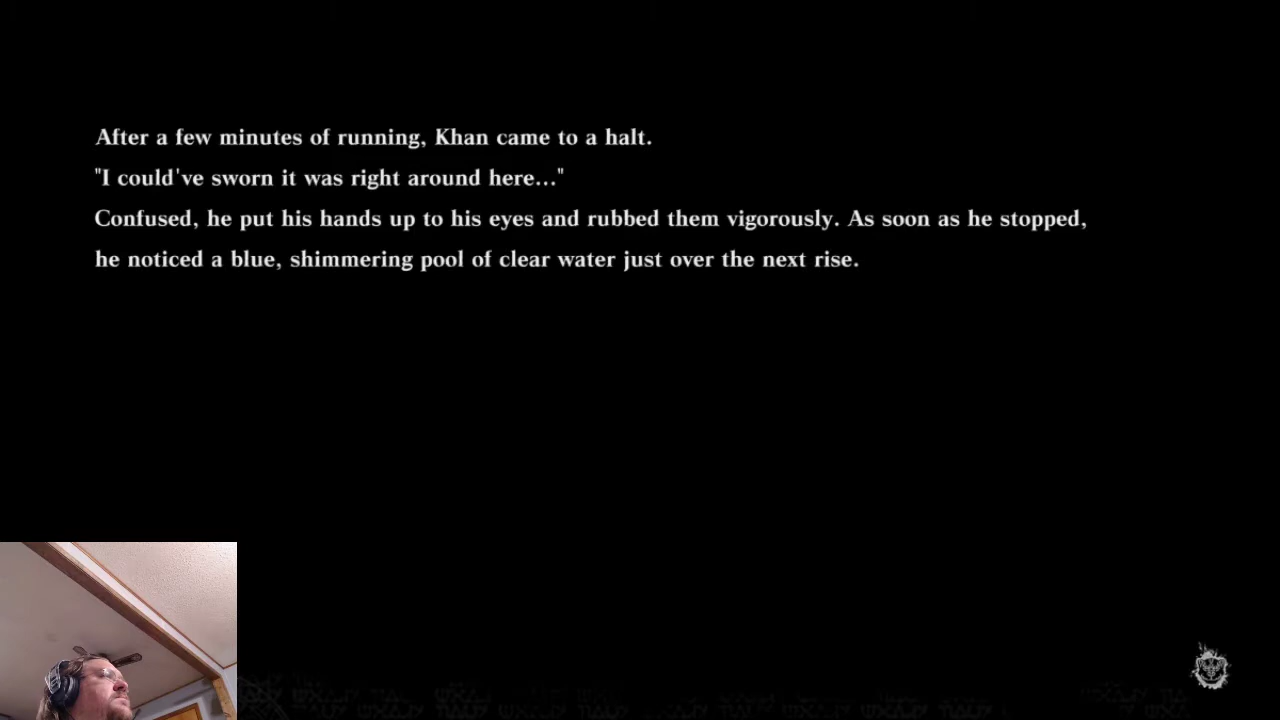 After a few minutes of running, Khan came to a halt.
"I could've sworn it was right around here..."
Confused, he put his hands up to his eyes and rubbed them vigorously. As soon as he stopped,
he noticed a blue, shimmering pool of clear water just over the next rise.